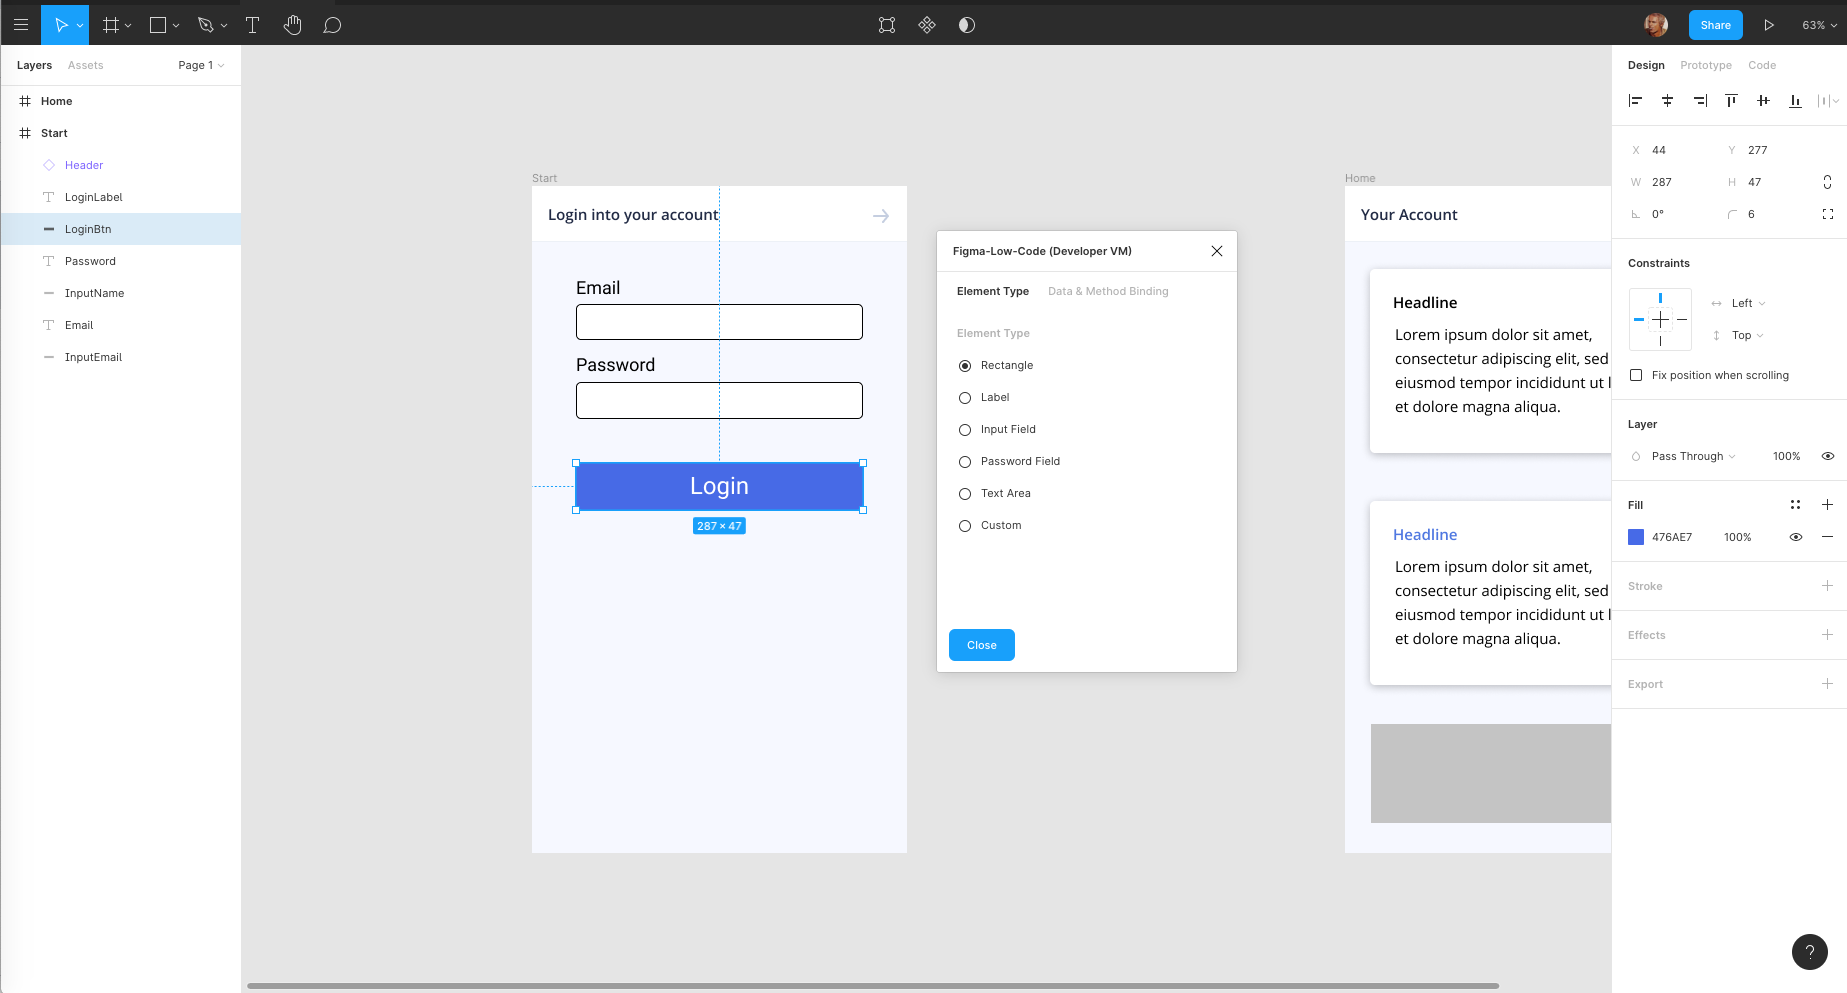 Share
63%
Layers
Assets
Page 1
Home
Start
Header
LoginLabel
LoginBtn
Password
InputName
Email
InputEmail
Start
Login into your account
Email
Password
Login
287 × 47
Figma-Low-Code (Developer VM)
Element Type
Data & Method Binding
Element Type
Rectangle
Label
Input Field
Password Field
Text Area
Custom
Close
Home
Your Account
Headline
Lorem ipsum dolor sit amet,
consectetur adipiscing elit, sed
eiusmod tempor incididunt ut l
et dolore magna aliqua.
Headline
Lorem ipsum dolor sit amet,
consectetur adipiscing elit, sed
eiusmod tempor incididunt ut l
et dolore magna aliqua.
Design
Prototype
Code
X 44
Y 277
W 287
H 47
0°
6
Constraints
Left
Top
Fix position when scrolling
Layer
Pass Through
100%
Fill
476AE7
100%
Stroke
Effects
Export
?